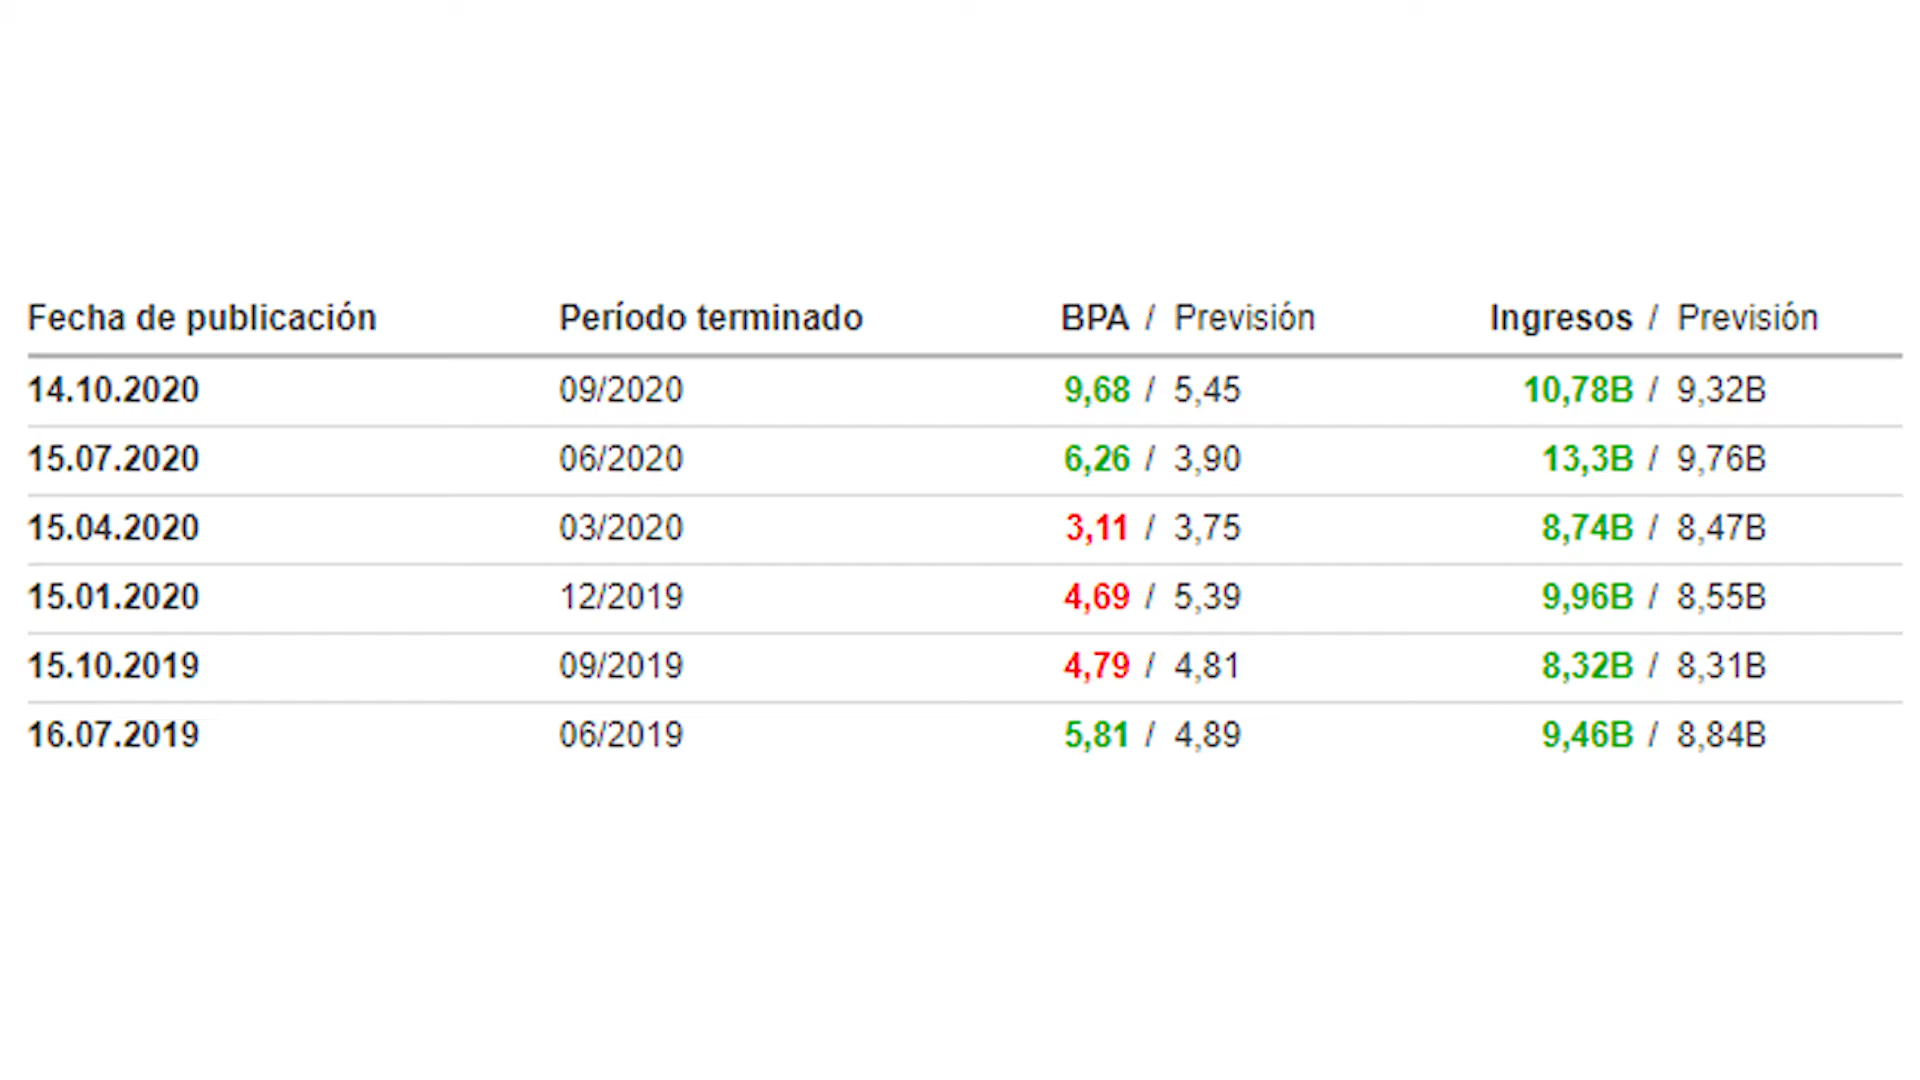 Fecha de publicación Período terminado BPA / Previsión Ingresos / Previsión
14.10.2020 09/2020 9,68 / 5,45 10,78B / 9,32B
15.07.2020 06/2020 6,26 / 3,90 13,3B / 9,76B
15.04.2020 03/2020 3,11 / 3,75 8,74B / 8,47B
15.01.2020 12/2019 4,69 / 5,39 9,96B / 8,55B
15.10.2019 09/2019 4,79 / 4,81 8,32B / 8,31B
16.07.2019 06/2019 5,81 / 4,89 9,46B / 8,84B